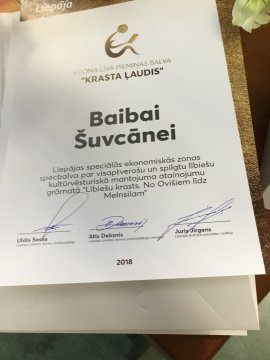 Liepāja
EGONA LĪVA PIEMIŅAS BALVA
"KRASTA ĻAUDIS"
Baibai
Šuvcānei
Liepājas speciālās ekonomiskās zonas
specbalva par visaptverošu un spilgtu lībiešu
kultūrvēsturiskā mantojuma atainojumu
grāmatā "Lībiešu krasts. No Ovišiem līdz
Melnsilam"
Uldis Sesks
Atis Deksnis
Juris Jirgens
2018